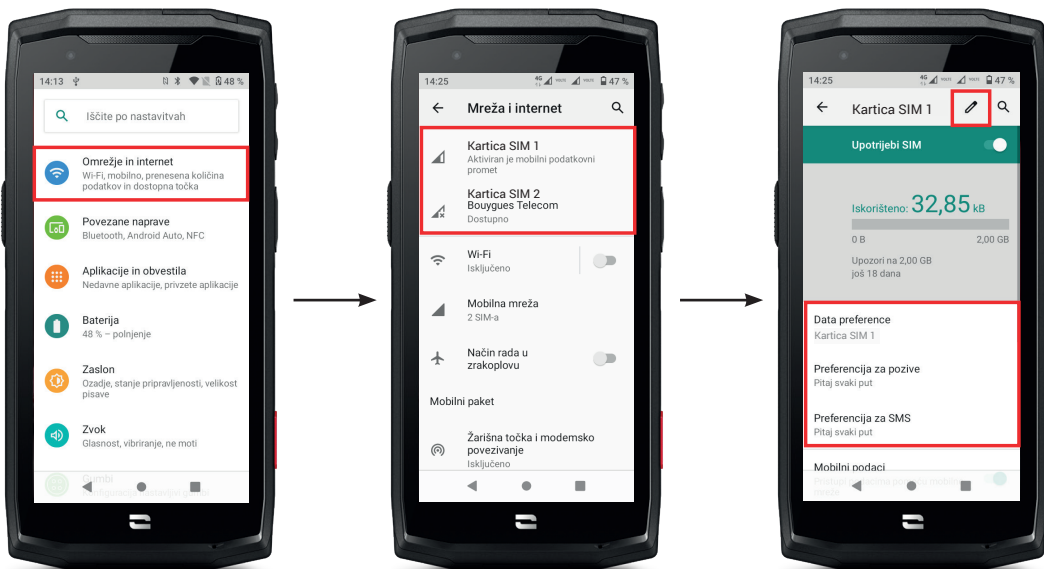 14:13 48 %
Iščite po nastavitvah
Omrežje in internet
Wi-Fi, mobilno, prenesena količina
podatkov in dostopna točka
Povezane naprave
Bluetooth, Android Auto, NFC
Aplikacije in obvestila
Nedavne aplikacije, privzete aplikacije
Baterija
48 % – polnjenje
Zaslon
Ozadje, stanje pripravljenosti, velikost
pisave
Zvok
Glasnost, vibriranje, ne moti
Gumbi
14:25 4G 47 %
Mreža i internet
Kartica SIM 1
Aktiviran je mobilni podatkovni
promet
Kartica SIM 2
Bouygues Telecom
Dostupno
Wi-Fi
Isključeno
Mobilna mreža
2 SIM-a
Način rada u
zrakoplovu
Mobilni paket
Žarišna točka i modemsko
povezivanje
Isključeno
14:25 4G 47 %
Kartica SIM 1
Upotrijebi SIM
Iskorišteno: 32,85 kB
0 B 2,00 GB
Upozori na 2,00 GB
još 18 dana
Data preference
Kartica SIM 1
Preferencija za pozive
Pitaj svaki put
Preferencija za SMS
Pitaj svaki put
Mobilni podaci